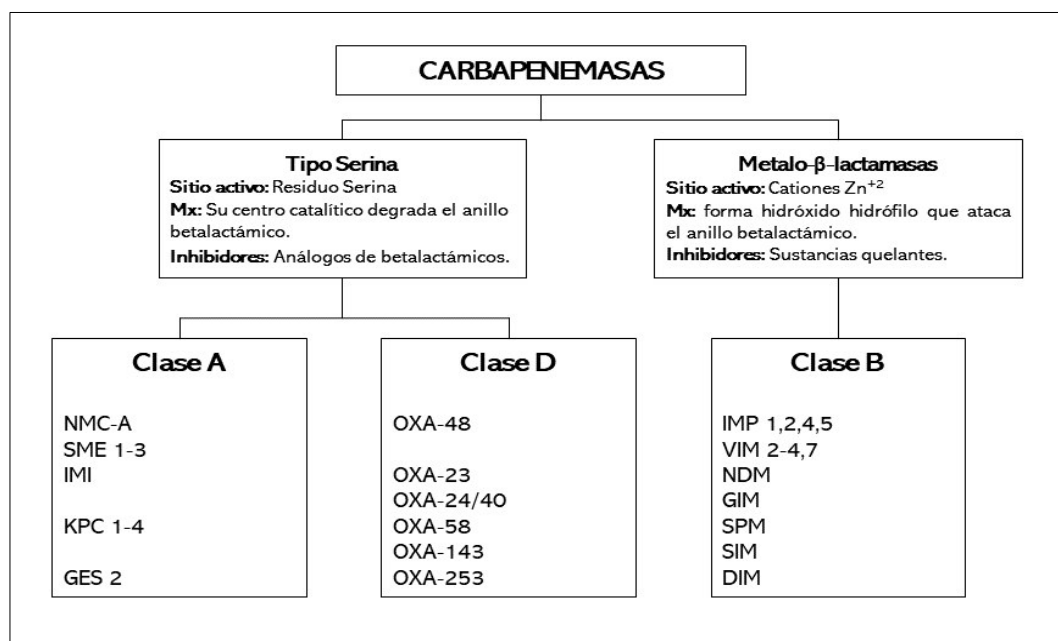 CARBAPENEMASAS
Tipo Serina
Sitio activo: Residuo Serina
Mx: Su centro catalítico degrada el anillo
betalactámico.
Inhibidores: Análogos de betalactámicos.
Metalo-β-lactamasas
Sitio activo: Cationes Zn⁺²
Mx: forma hidróxido hidrófilo que ataca
el anillo betalactámico.
Inhibidores: Sustancias quelantes.
Clase A
NMC-A
SME 1-3
IMI
KPC 1-4
GES 2
Clase D
OXA-48
OXA-23
OXA-24/40
OXA-58
OXA-143
OXA-253
Clase B
IMP 1,2,4,5
VIM 2-4,7
NDM
GIM
SPM
SIM
DIM